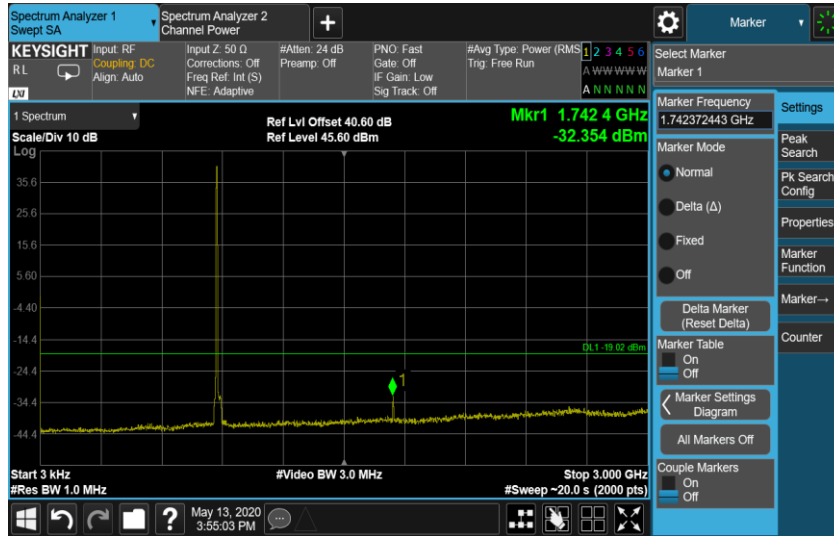 Spectrum Analyzer 1
Swept SA
Spectrum Analyzer 2
Channel Power
Marker
KEYSIGHT
R L
LXI
Input: RF
Coupling: DC
Align: Auto
Input Z: 50 Ω
Corrections: Off
Freq Ref: Int (S)
NFE: Adaptive
#Atten: 24 dB
Preamp: Off
PNO: Fast
Gate: Off
IF Gain: Low
Sig Track: Off
#Avg Type: Power (RMS
Trig: Free Run
1 2 3 4 5 6
A W W W W W
A N N N N N
Select Marker
Marker 1
1 Spectrum
Scale/Div 10 dB
Log
Ref Lvl Offset 40.60 dB
Ref Level 45.60 dBm
Mkr1 1.742 4 GHz
-32.354 dBm
35.6
25.6
15.6
5.60
-4.40
-14.4
-24.4
-34.4
-44.4
DL1 -19.02 dBm
1
Start 3 kHz
#Res BW 1.0 MHz
#Video BW 3.0 MHz
Stop 3.000 GHz
#Sweep ~20.0 s (2000 pts)
Marker Frequency
1.742372443 GHz
Marker Mode
Normal
Delta (Δ)
Fixed
Off
Delta Marker
(Reset Delta)
Marker Table
On
Off
Marker Settings
Diagram
All Markers Off
Couple Markers
On
Off
Settings
Peak
Search
Pk Search
Config
Properties
Marker
Function
Marker→
Counter
?
May 13, 2020
3:55:03 PM